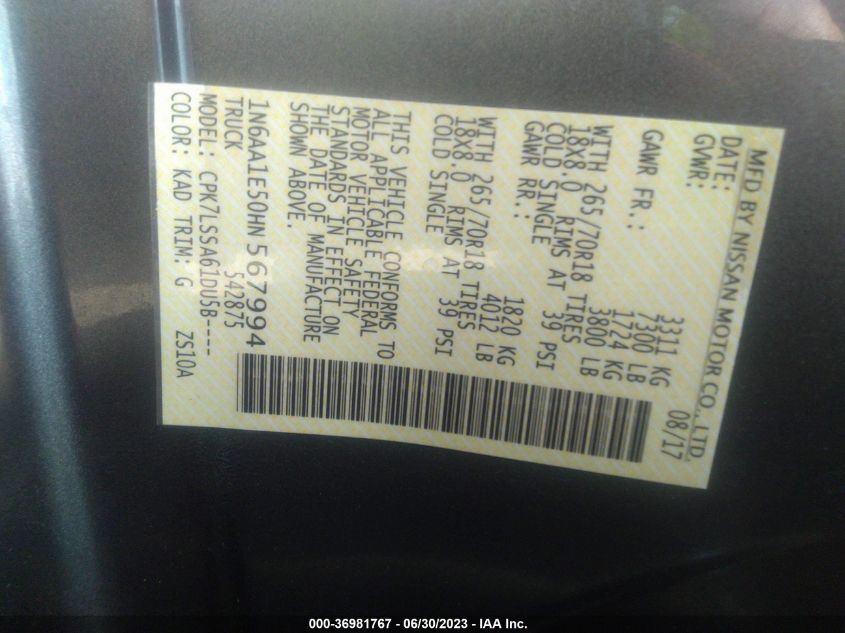 MFD BY NISSAN MOTOR CO., LTD.
DATE: 08/17
GVWR: 3311 KG
7300 LB
GAWR FR.: 1724 KG
3800 LB
WITH 265/70R18 TIRES
18X8.0 RIMS AT 39 PSI
COLD SINGLE
GAWR RR.: 1820 KG
4012 LB
WITH 265/70R18 TIRES
18X8.0 RIMS AT 39 PSI
COLD SINGLE
THIS VEHICLE CONFORMS TO
ALL APPLICABLE FEDERAL
MOTOR VEHICLE SAFETY
STANDARDS IN EFFECT ON
THE DATE OF MANUFACTURE
SHOWN ABOVE.
1N6AA1E50HN567994
TRUCK 542875
MODEL: CPK7LSSA61DU5B----
COLOR: KAD TRIM: G ZS10A
000-36981767 - 06/30/2023 - IAA Inc.